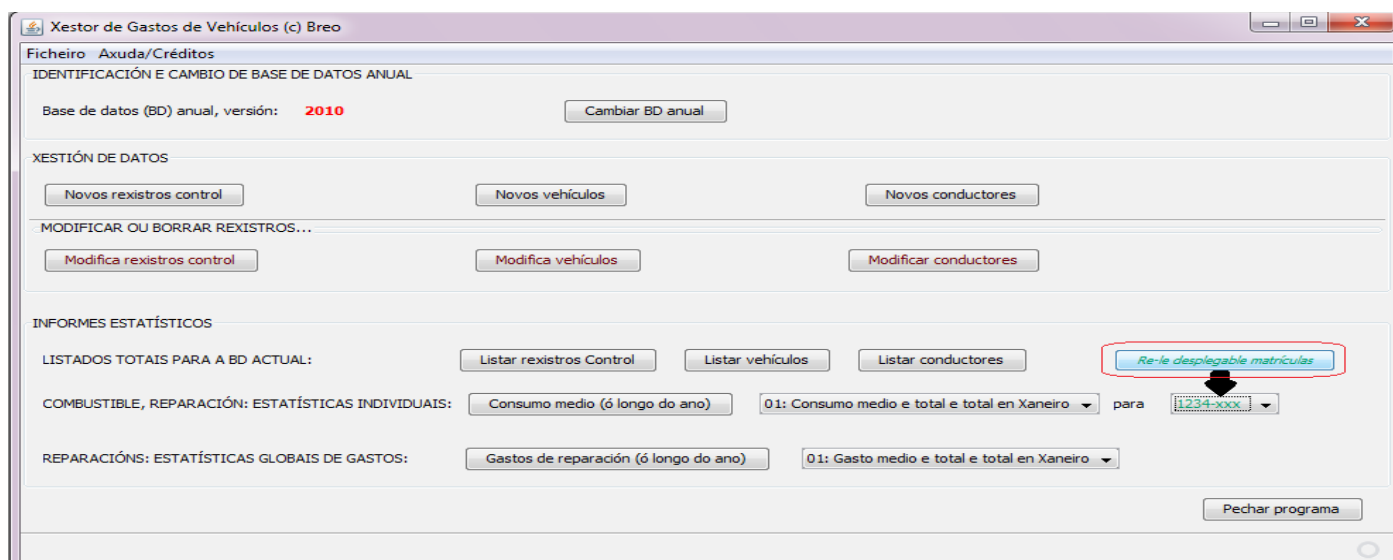 Xestor de Gastos de Vehículos (c) Breo
Ficheiro Axuda/Créditos
IDENTIFICACIÓN E CAMBIO DE BASE DE DATOS ANUAL
Base de datos (BD) anual, versión: 2010 Cambiar BD anual
XESTIÓN DE DATOS
Novos rexistros control Novos vehículos Novos conductores
MODIFICAR OU BORRAR REXISTROS...
Modifica rexistros control Modifica vehículos Modificar conductores
INFORMES ESTATÍSTICOS
LISTADOS TOTAIS PARA A BD ACTUAL: Listar rexistros Control Listar vehículos Listar conductores Re-le desplegable matrículas
COMBUSTIBLE, REPARACIÓN: ESTATÍSTICAS INDIVIDUAIS: Consumo medio (ó longo do ano) 01: Consumo medio e total e total en Xaneiro para 1234-xxx
REPARACIÓNS: ESTATÍSTICAS GLOBAIS DE GASTOS: Gastos de reparación (ó longo do ano) 01: Gasto medio e total e total en Xaneiro
Pechar programa